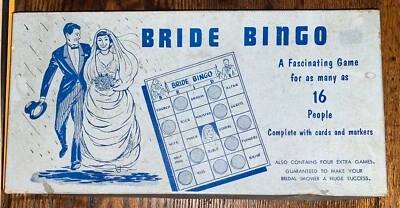 BRIDE BINGO
A Fascinating Game
for as many as
16
People
Complete with cards and markers
ALSO CONTAINS FOUR EXTRA GAMES.
GUARANTEED TO MAKE YOUR
BRIDAL SHOWER A HUGE SUCCESS.
BRIDE BINGO